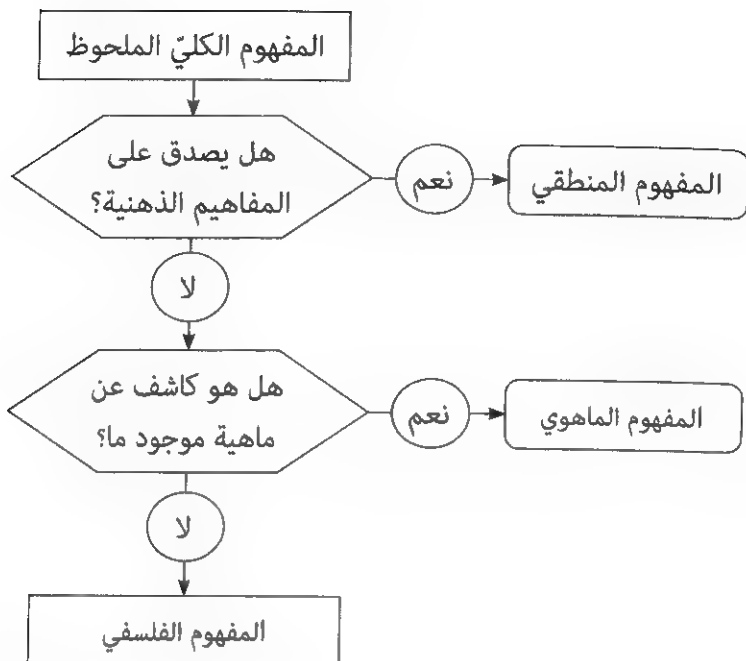 المفهوم الكليّ الملحوظ
هل يصدق على
المفاهيم الذهنية؟
نعم
المفهوم المنطقي
لا
هل هو كاشف عن
ماهية موجود ما؟
نعم
المفهوم الماهوي
لا
المفهوم الفلسفي